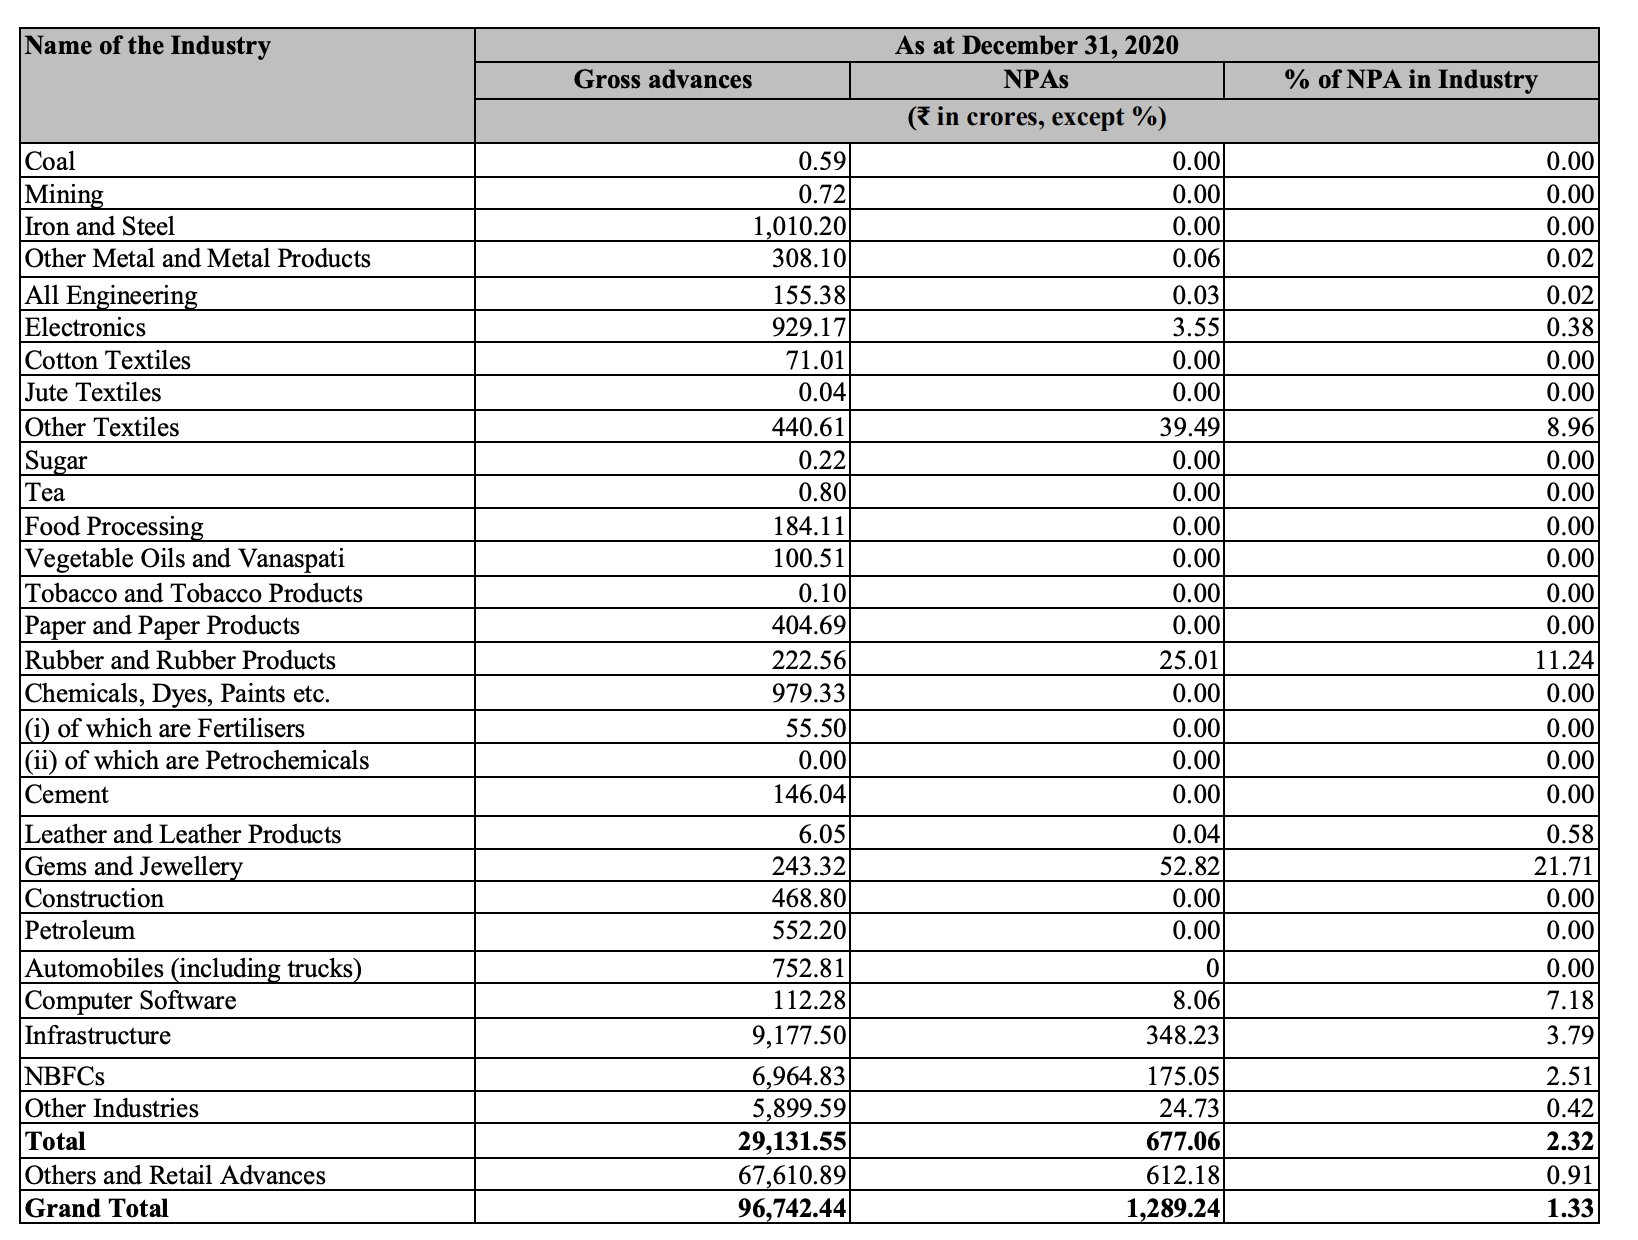 Name of the Industry As at December 31, 2020
Gross advances NPAs % of NPA in Industry
(₹ in crores, except %)
Coal 0.59 0.00 0.00
Mining 0.72 0.00 0.00
Iron and Steel 1,010.20 0.00 0.00
Other Metal and Metal Products 308.10 0.06 0.02
All Engineering 155.38 0.03 0.02
Electronics 929.17 3.55 0.38
Cotton Textiles 71.01 0.00 0.00
Jute Textiles 0.04 0.00 0.00
Other Textiles 440.61 39.49 8.96
Sugar 0.22 0.00 0.00
Tea 0.80 0.00 0.00
Food Processing 184.11 0.00 0.00
Vegetable Oils and Vanaspati 100.51 0.00 0.00
Tobacco and Tobacco Products 0.10 0.00 0.00
Paper and Paper Products 404.69 0.00 0.00
Rubber and Rubber Products 222.56 25.01 11.24
Chemicals, Dyes, Paints etc. 979.33 0.00 0.00
(i) of which are Fertilisers 55.50 0.00 0.00
(ii) of which are Petrochemicals 0.00 0.00 0.00
Cement 146.04 0.00 0.00
Leather and Leather Products 6.05 0.04 0.58
Gems and Jewellery 243.32 52.82 21.71
Construction 468.80 0.00 0.00
Petroleum 552.20 0.00 0.00
Automobiles (including trucks) 752.81 0 0.00
Computer Software 112.28 8.06 7.18
Infrastructure 9,177.50 348.23 3.79
NBFCs 6,964.83 175.05 2.51
Other Industries 5,899.59 24.73 0.42
Total 29,131.55 677.06 2.32
Others and Retail Advances 67,610.89 612.18 0.91
Grand Total 96,742.44 1,289.24 1.33